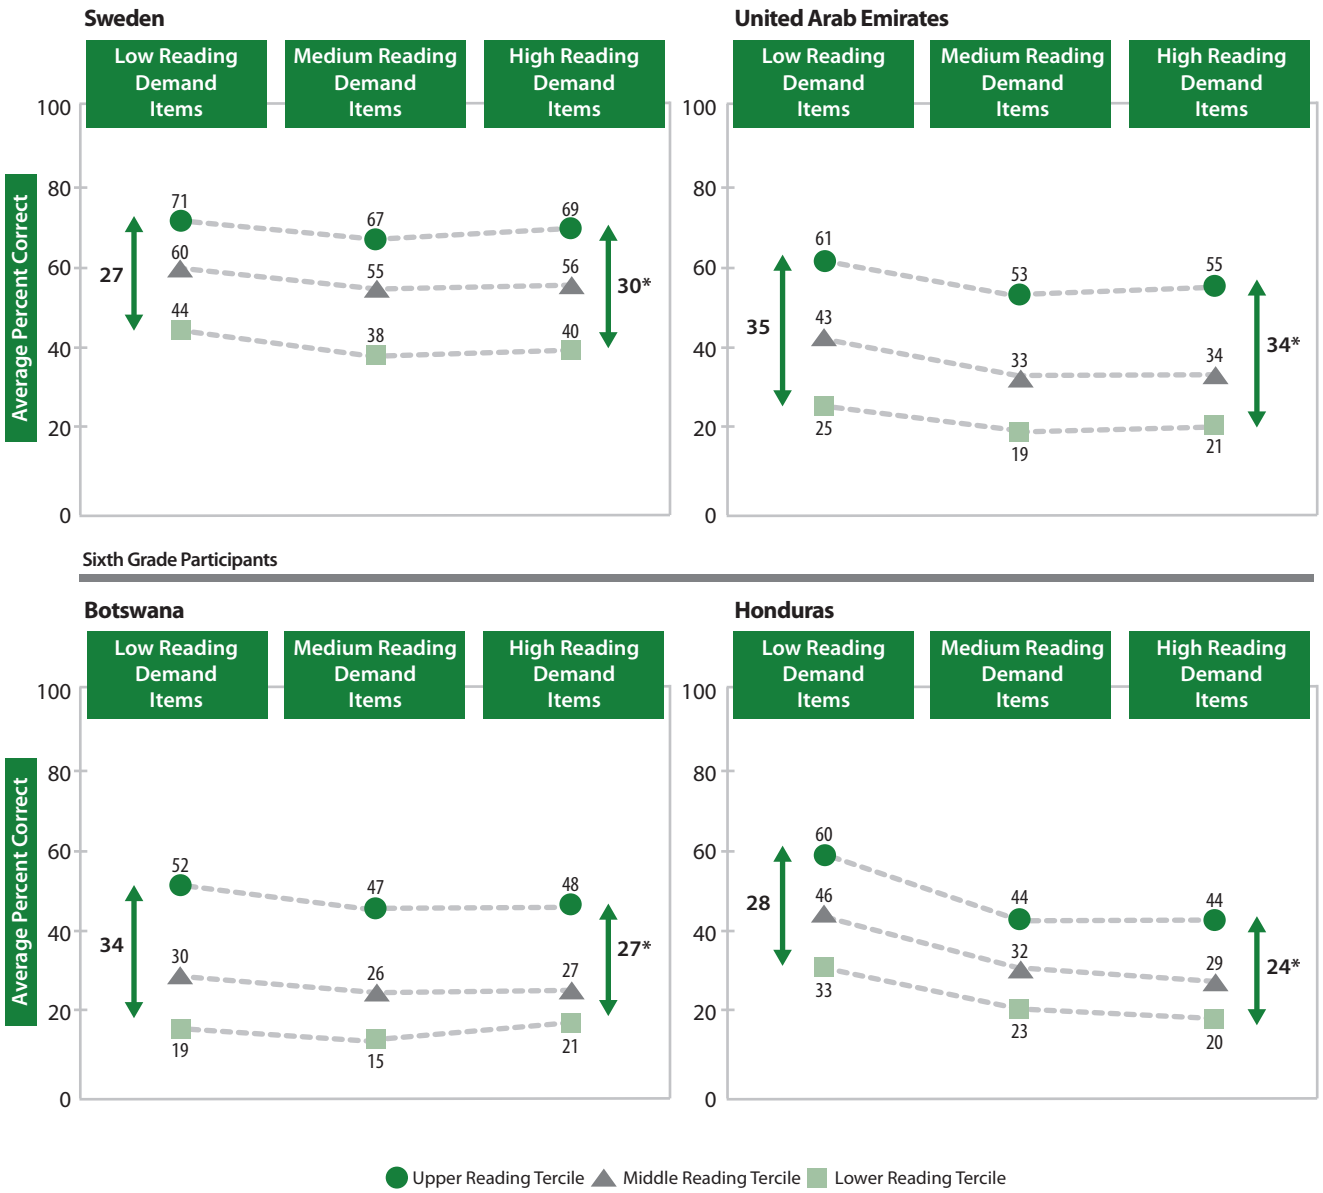 Sweden
Low Reading
Demand
Items
Medium Reading
Demand
Items
High Reading
Demand
Items
Average Percent Correct
100
80
60
40
20
0
71
67
69
60
55
56
44
38
40
27
30*
United Arab Emirates
Low Reading
Demand
Items
Medium Reading
Demand
Items
High Reading
Demand
Items
100
80
60
40
20
0
61
53
55
43
33
34
25
19
21
35
34*
Sixth Grade Participants
Botswana
Low Reading
Demand
Items
Medium Reading
Demand
Items
High Reading
Demand
Items
Average Percent Correct
100
80
60
40
20
0
52
47
48
30
26
27
19
15
21
34
27*
Honduras
Low Reading
Demand
Items
Medium Reading
Demand
Items
High Reading
Demand
Items
100
80
60
40
20
0
60
44
44
46
32
29
33
23
20
28
24*
Upper Reading Tercile Middle Reading Tercile Lower Reading Tercile